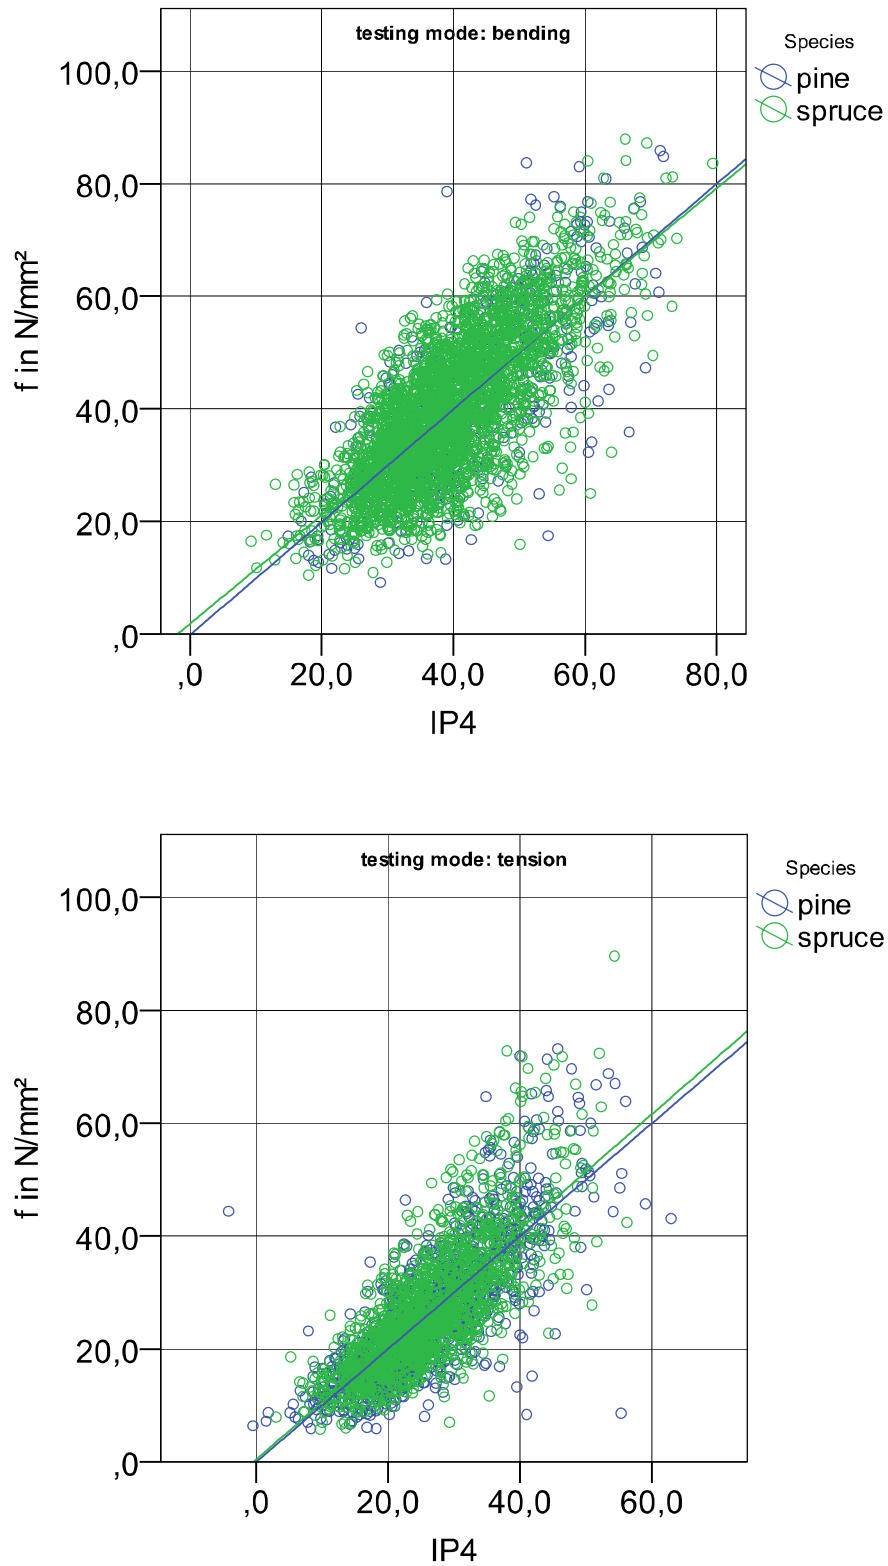 testing mode: bending
Species
pine
spruce
100,0
80,0
60,0
40,0
20,0
,0
f in N/mm²
,0 20,0 40,0 60,0 80,0
IP4
testing mode: tension
Species
pine
spruce
100,0
80,0
60,0
40,0
20,0
,0
f in N/mm²
,0 20,0 40,0 60,0
IP4